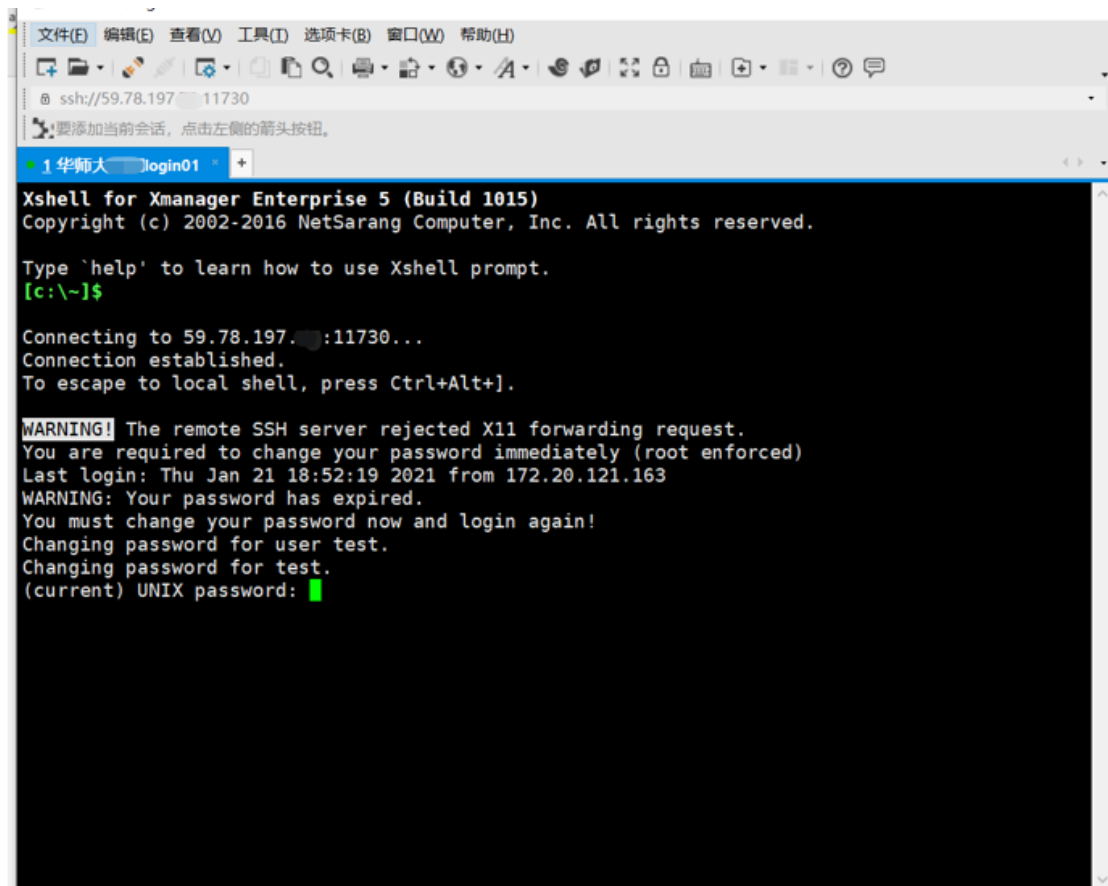 文件(F) 编辑(E) 查看(V) 工具(T) 选项卡(B) 窗口(W) 帮助(H)
ssh://59.78.197 11730
要添加当前会话，点击左侧的箭头按钮。
1 华师大 login01 × +
Xshell for Xmanager Enterprise 5 (Build 1015)
Copyright (c) 2002-2016 NetSarang Computer, Inc. All rights reserved.
Type `help' to learn how to use Xshell prompt.
[c:\~]$
Connecting to 59.78.197. :11730...
Connection established.
To escape to local shell, press Ctrl+Alt+].
WARNING! The remote SSH server rejected X11 forwarding request.
You are required to change your password immediately (root enforced)
Last login: Thu Jan 21 18:52:19 2021 from 172.20.121.163
WARNING: Your password has expired.
You must change your password now and login again!
Changing password for user test.
Changing password for test.
(current) UNIX password: